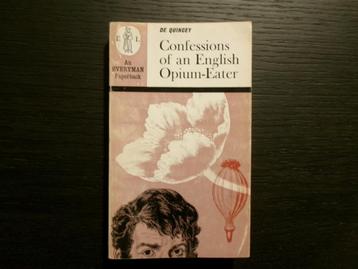 DE QUINCEY
Confessions
of an English
Opium-Eater
E L
An
EVERYMAN
Paperback